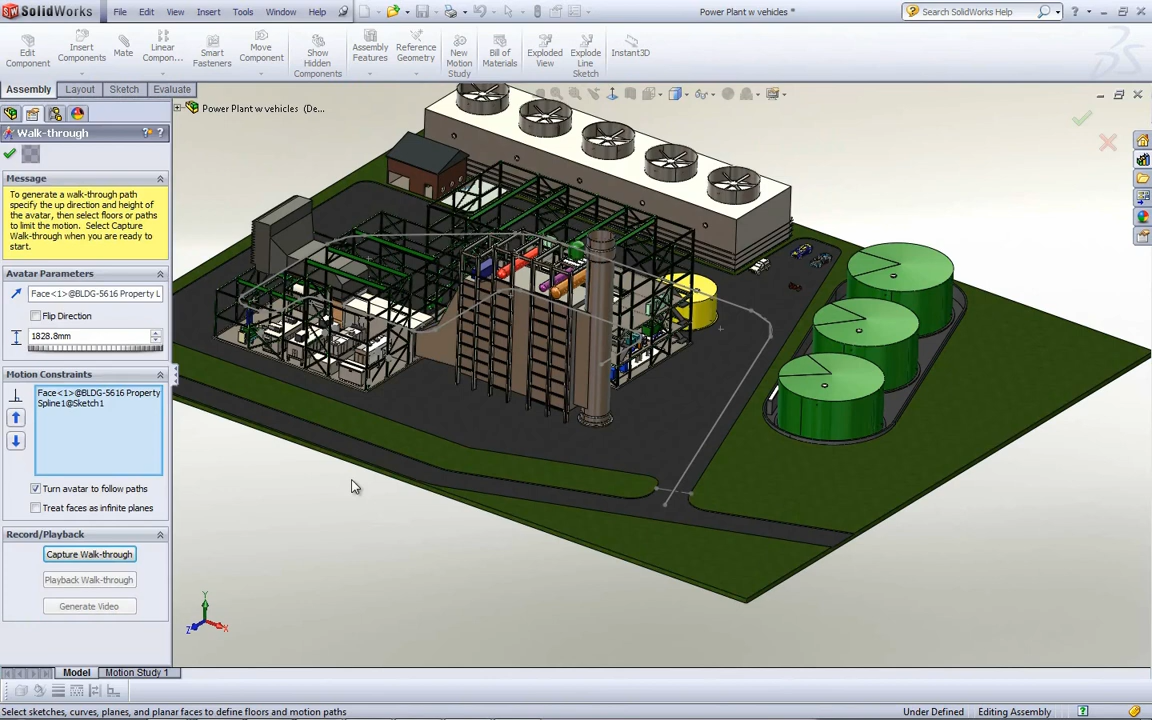 SolidWorks
File
Edit
View
Insert
Tools
Window
Help
Power Plant w vehicles *
Search SolidWorks Help
Edit
Component
Insert
Components
Mate
Linear
Compon...
Smart
Fasteners
Move
Component
Show
Hidden
Components
Assembly
Features
Reference
Geometry
New
Motion
Study
Bill of
Materials
Exploded
View
Explode
Line
Sketch
Instant3D
Assembly
Layout
Sketch
Evaluate
Power Plant w vehicles (De...
Walk-through
Message
To generate a walk-through path
specify the up direction and height of
the avatar, then select floors or paths
to limit the motion. Select Capture
Walk-through when you are ready to
start.
Avatar Parameters
Face<1>@BLDG-5616 Property L
Flip Direction
1828.8mm
Motion Constraints
Face<1>@BLDG-5616 Property
Spline1@Sketch1
Turn avatar to follow paths
Treat faces as infinite planes
Record/Playback
Capture Walk-through
Playback Walk-through
Generate Video
Y
Z
X
Model
Motion Study 1
Select sketches, curves, planes, and planar faces to define floors and motion paths
Under Defined
Editing Assembly